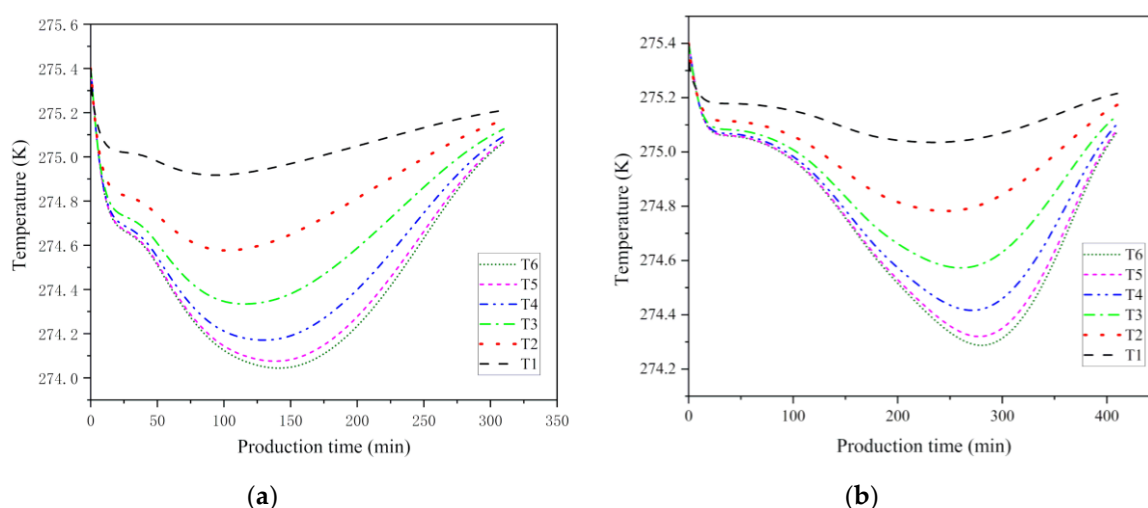 275.6
275.4
275.2
275.0
274.8
274.6
274.4
274.2
274.0
Temperature (K)
T6
T5
T4
T3
T2
T1
0 50 100 150 200 250 300 350
Production time (min)
(a)
275.4
275.2
275.0
274.8
274.6
274.4
274.2
Temperature (K)
T6
T5
T4
T3
T2
T1
0 100 200 300 400
Production time (min)
(b)